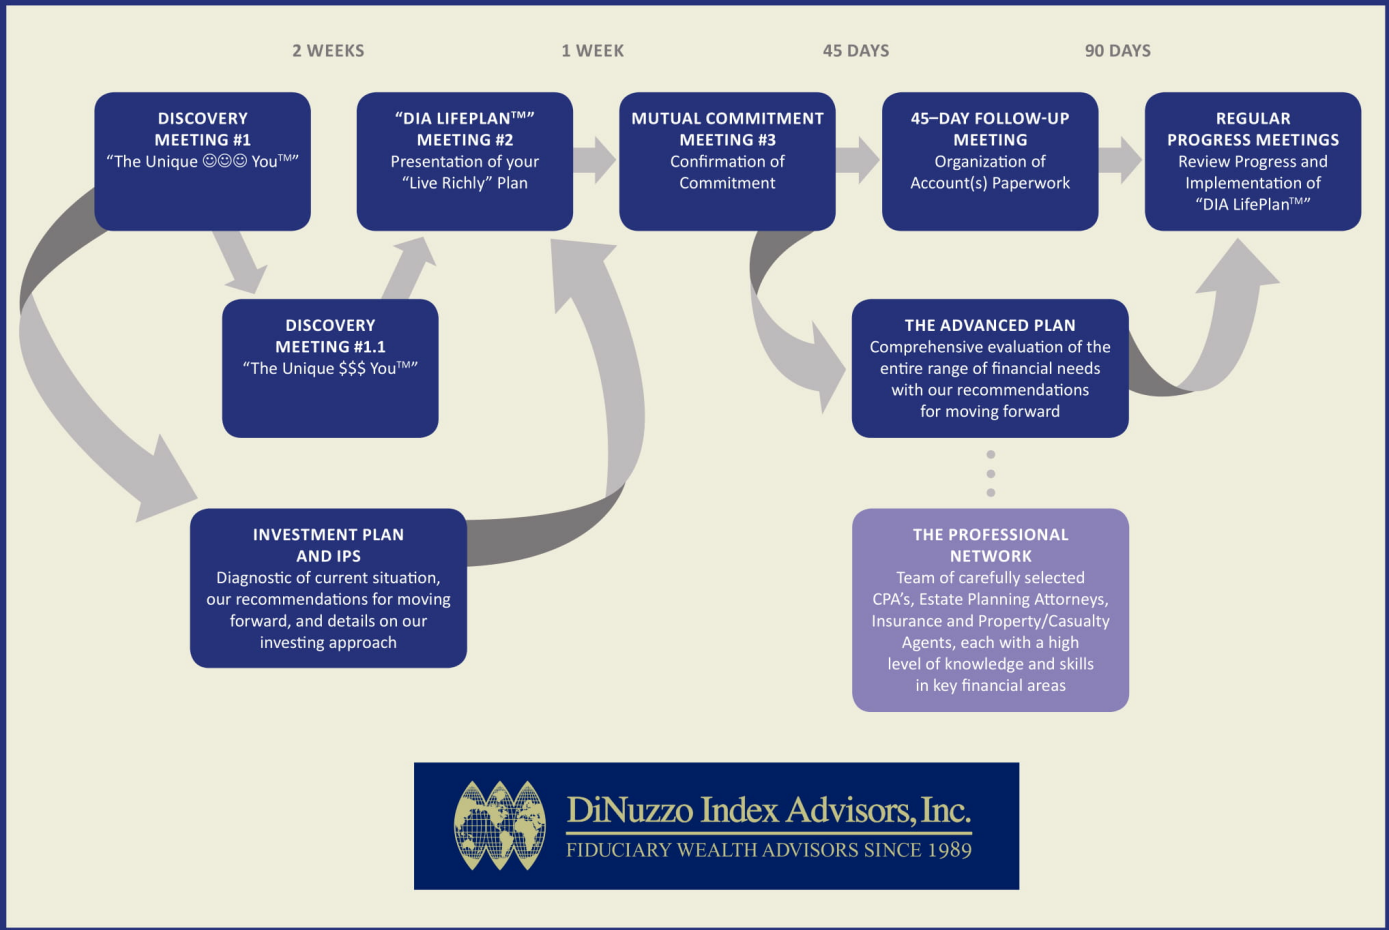 2 WEEKS
1 WEEK
45 DAYS
90 DAYS
DISCOVERY
MEETING #1
“The Unique ☺☺☺ You™”
“DIA LIFEPLAN™”
MEETING #2
Presentation of your
“Live Richly” Plan
MUTUAL COMMITMENT
MEETING #3
Confirmation of
Commitment
45–DAY FOLLOW-UP
MEETING
Organization of
Account(s) Paperwork
REGULAR
PROGRESS MEETINGS
Review Progress and
Implementation of
“DIA LifePlan™”
DISCOVERY
MEETING #1.1
“The Unique $$$ You™”
THE ADVANCED PLAN
Comprehensive evaluation of the
entire range of financial needs
with our recommendations
for moving forward
INVESTMENT PLAN
AND IPS
Diagnostic of current situation,
our recommendations for moving
forward, and details on our
investing approach
THE PROFESSIONAL
NETWORK
Team of carefully selected
CPA’s, Estate Planning Attorneys,
Insurance and Property/Casualty
Agents, each with a high
level of knowledge and skills
in key financial areas
DiNuzzo Index Advisors, Inc.
FIDUCIARY WEALTH ADVISORS SINCE 1989